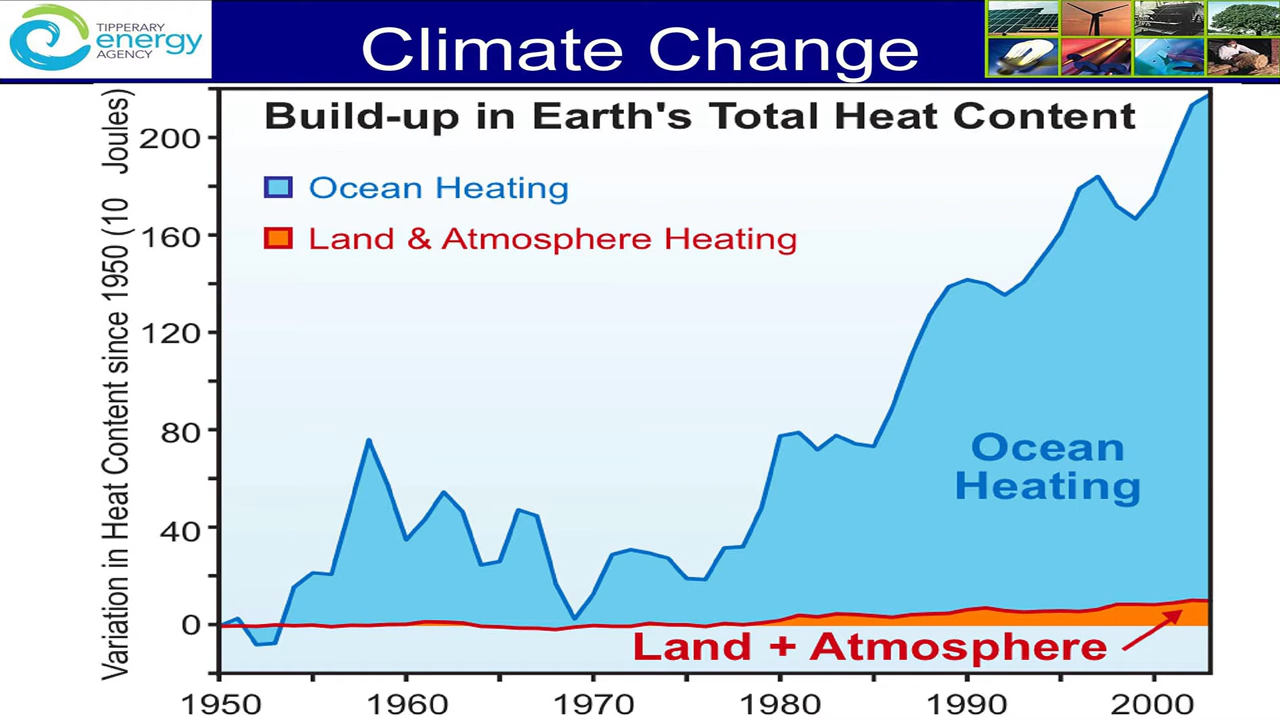 TIPPERARY
energy
AGENCY
Climate Change
Build-up in Earth's Total Heat Content
Ocean Heating
Land & Atmosphere Heating
Variation in Heat Content since 1950 (10 Joules)
200
160
120
80
40
0
Ocean
Heating
Land + Atmosphere
1950 1960 1970 1980 1990 2000